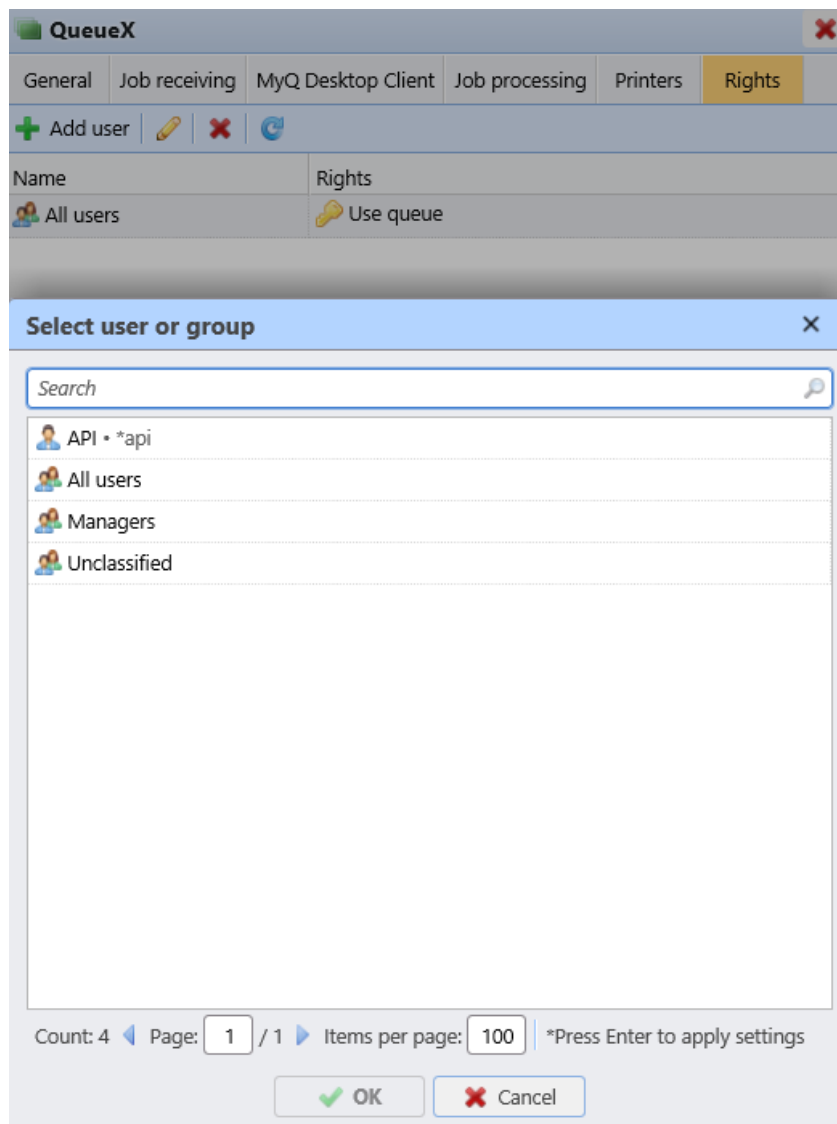 QueueX
General Job receiving MyQ Desktop Client Job processing Printers Rights
Add user
Name Rights
All users Use queue
Select user or group
Search
API • *api
All users
Managers
Unclassified
Count: 4 Page: 1 / 1 Items per page: 100 *Press Enter to apply settings
OK Cancel